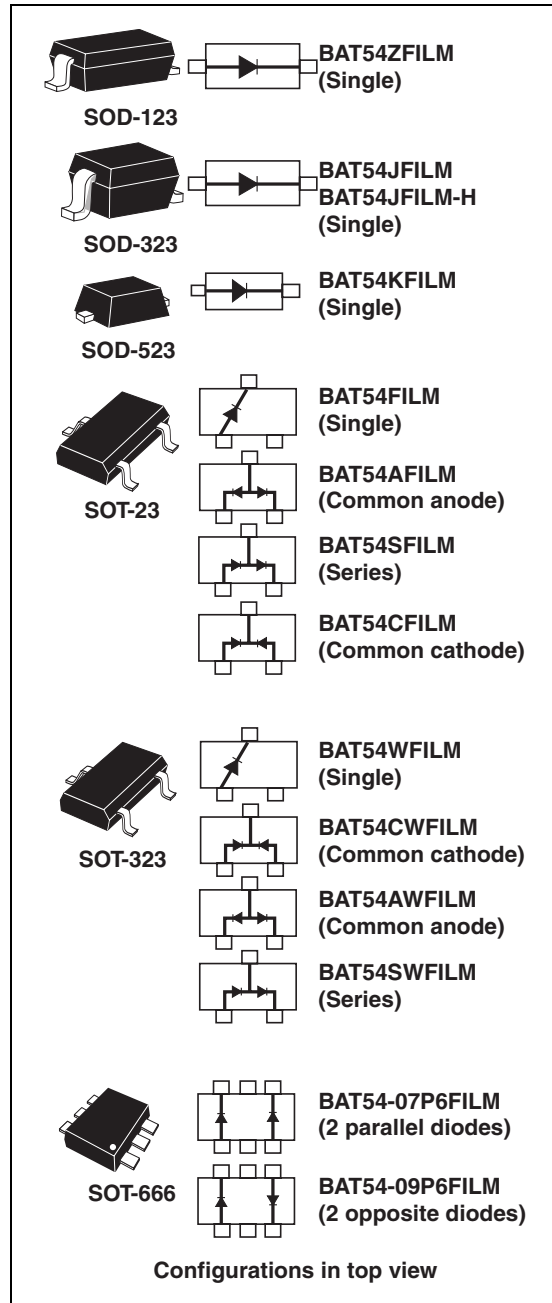 BAT54ZFILM
(Single)
SOD-123
BAT54JFILM
BAT54JFILM-H
(Single)
SOD-323
BAT54KFILM
(Single)
SOD-523
BAT54FILM
(Single)
BAT54AFILM
(Common anode)
SOT-23
BAT54SFILM
(Series)
BAT54CFILM
(Common cathode)
BAT54WFILM
(Single)
BAT54CWFILM
(Common cathode)
SOT-323
BAT54AWFILM
(Common anode)
BAT54SWFILM
(Series)
BAT54-07P6FILM
(2 parallel diodes)
SOT-666
BAT54-09P6FILM
(2 opposite diodes)
Configurations in top view